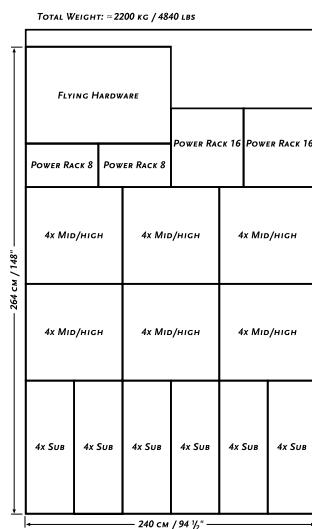 Total Weight: ≈2200 kg / 4840 lbs
Flying Hardware
Power Rack 16 Power Rack 16
Power Rack 8 Power Rack 8
4x Mid/high 4x Mid/high 4x Mid/high
264 cm / 148"
4x Mid/high 4x Mid/high 4x Mid/high
4x Sub 4x Sub 4x Sub 4x Sub 4x Sub 4x Sub
240 cm / 94 ½"